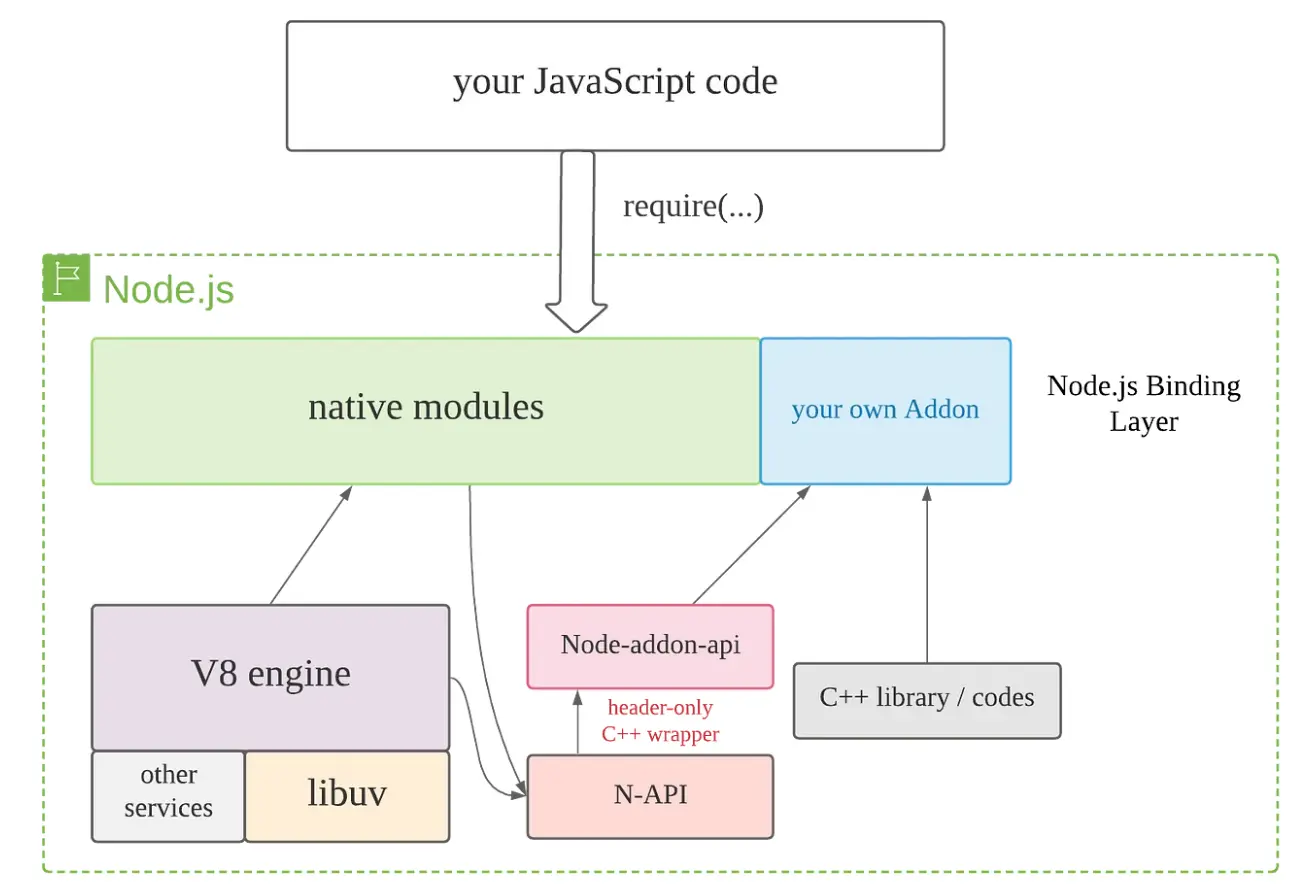 your JavaScript code
require(...)
Node.js
native modules
your own Addon
Node.js Binding
Layer
V8 engine
Node-addon-api
C++ library / codes
header-only
C++ wrapper
other
services
libuv
N-API